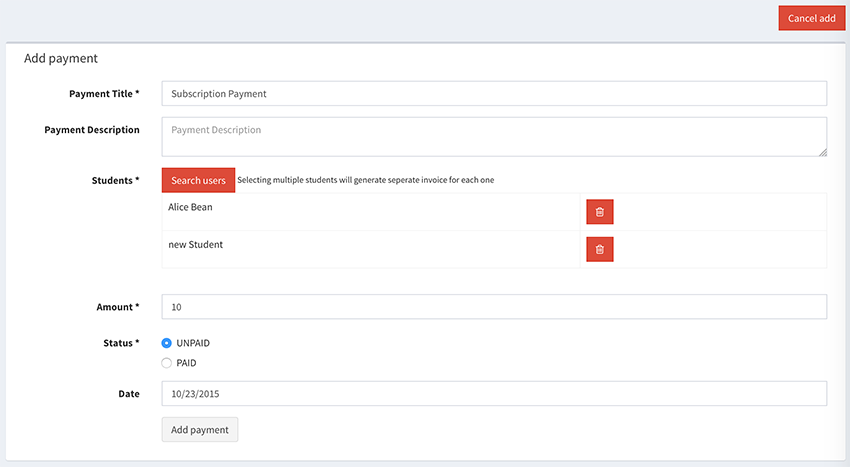 Cancel add
Add payment
Payment Title *
Subscription Payment
Payment Description
Payment Description
Students *
Search users
Selecting multiple students will generate seperate invoice for each one
Alice Bean
new Student
Amount *
10
Status *
UNPAID
PAID
Date
10/23/2015
Add payment